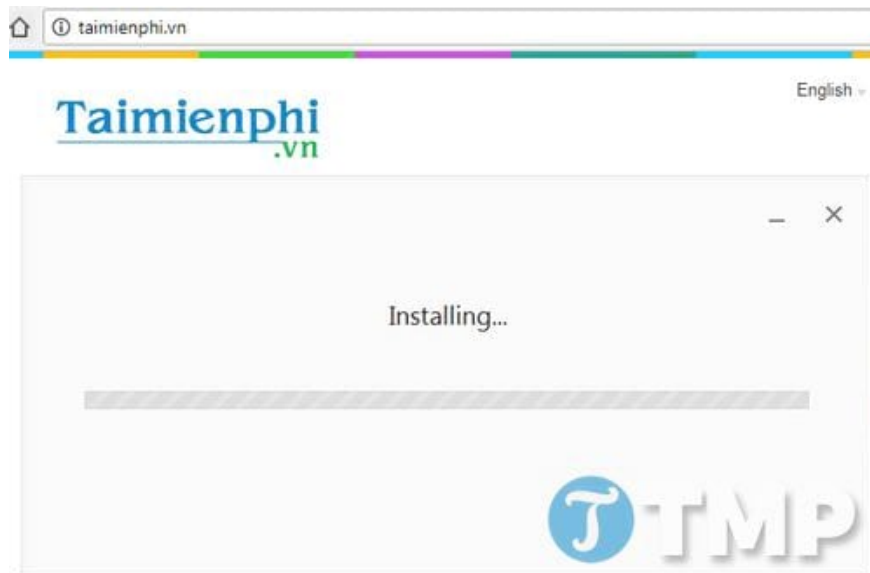 taimienphi.vn
English
Taimienphi
.vn
Installing...
T TMP